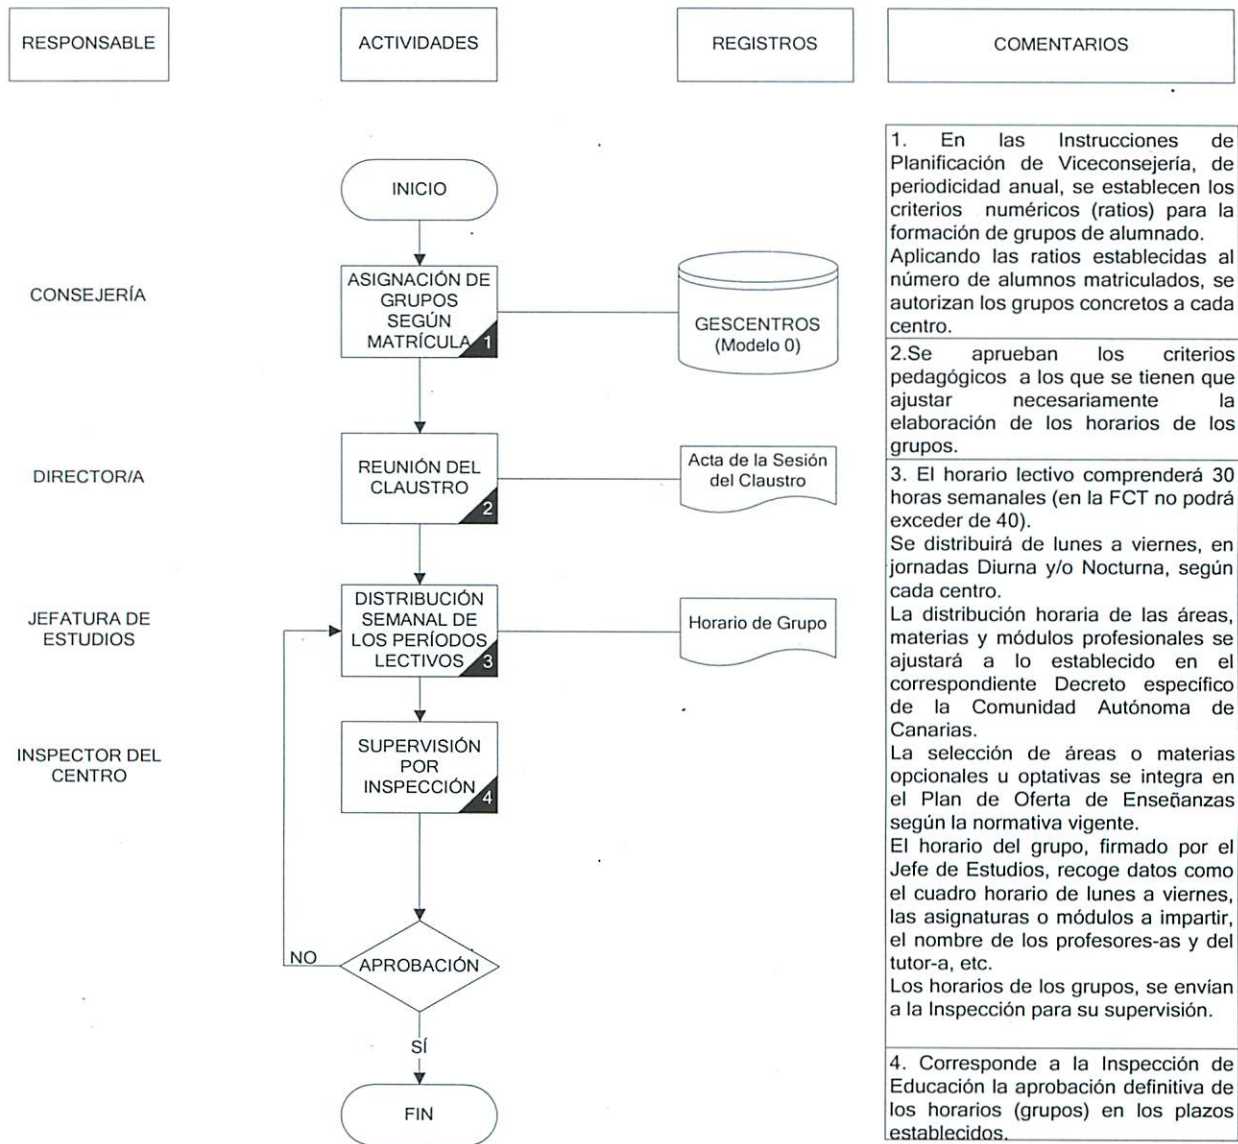 RESPONSABLE
ACTIVIDADES
REGISTROS
COMENTARIOS
INICIO
CONSEJERÍA
ASIGNACIÓN DE
GRUPOS
SEGÚN
MATRÍCULA
1
GESCENTROS
(Modelo 0)
DIRECTOR/A
REUNIÓN DEL
CLAUSTRO
2
Acta de la Sesión
del Claustro
JEFATURA DE
ESTUDIOS
DISTRIBUCIÓN
SEMANAL DE
LOS PERÍODOS
LECTIVOS
3
Horario de Grupo
INSPECTOR DEL
CENTRO
SUPERVISIÓN
POR
INSPECCIÓN
4
NO
APROBACIÓN
SÍ
FIN
1. En las Instrucciones de
Planificación de Viceconsejería, de
periodicidad anual, se establecen los
criterios numéricos (ratios) para la
formación de grupos de alumnado.
Aplicando las ratios establecidas al
número de alumnos matriculados, se
autorizan los grupos concretos a cada
centro.
2.Se aprueban los criterios
pedagógicos a los que se tienen que
ajustar necesariamente la
elaboración de los horarios de los
grupos.
3. El horario lectivo comprenderá 30
horas semanales (en la FCT no podrá
exceder de 40).
Se distribuirá de lunes a viernes, en
jornadas Diurna y/o Nocturna, según
cada centro.
La distribución horaria de las áreas,
materias y módulos profesionales se
ajustará a lo establecido en el
correspondiente Decreto específico
de la Comunidad Autónoma de
Canarias.
La selección de áreas o materias
opcionales u optativas se integra en
el Plan de Oferta de Enseñanzas
según la normativa vigente.
El horario del grupo, firmado por el
Jefe de Estudios, recoge datos como
el cuadro horario de lunes a viernes,
las asignaturas o módulos a impartir,
el nombre de los profesores-as y del
tutor-a, etc.
Los horarios de los grupos, se envían
a la Inspección para su supervisión.
4. Corresponde a la Inspección de
Educación la aprobación definitiva de
los horarios (grupos) en los plazos
establecidos.